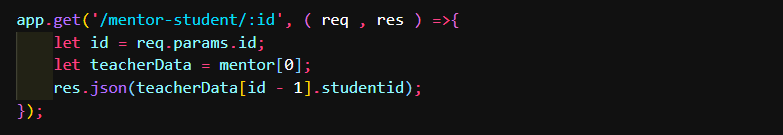 app.get('/mentor-student/:id', ( req , res ) =>{
    let id = req.params.id;
    let teacherData = mentor[0];
    res.json(teacherData[id - 1].studentid);
});